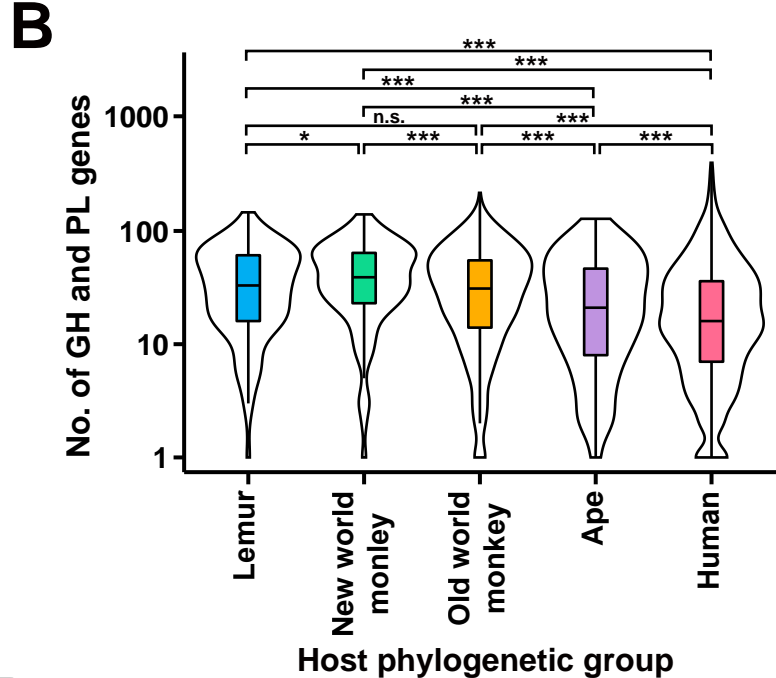 B
***
***
***
***
n.s.
***
*
***
***
***
No. of GH and PL genes
1000
100
10
1
Lemur
New world
monley
Old world
monkey
Ape
Human
Host phylogenetic group